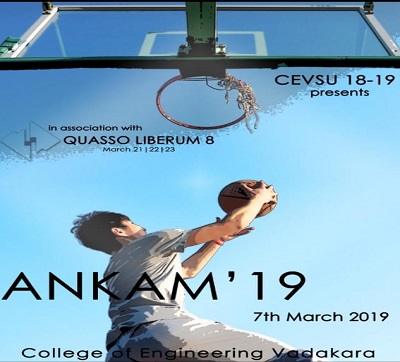 CEVSU 18-19
presents
in association with
QUASSO LIBERUM 8
March 21|22|23
ANKAM’19
7th March 2019
College of Engineering Vadakara